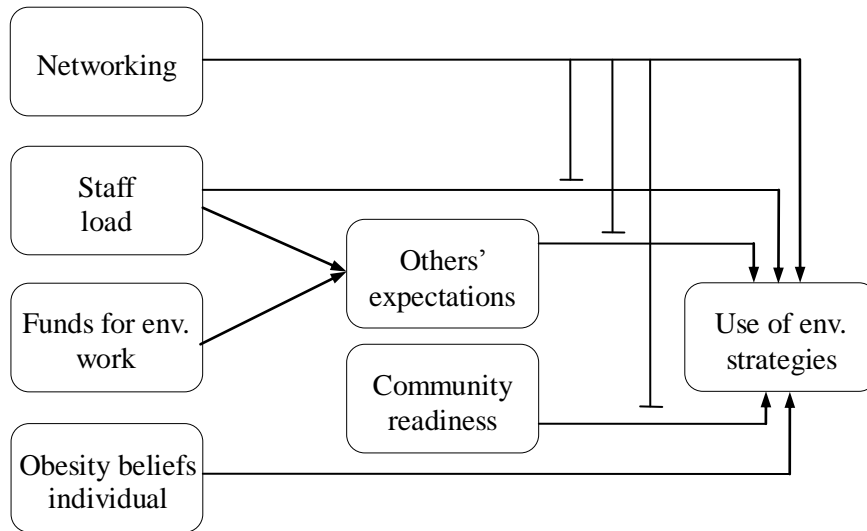 Networking
Staff
load
Others’
expectations
Funds for env.
work
Use of env.
strategies
Community
readiness
Obesity beliefs
individual